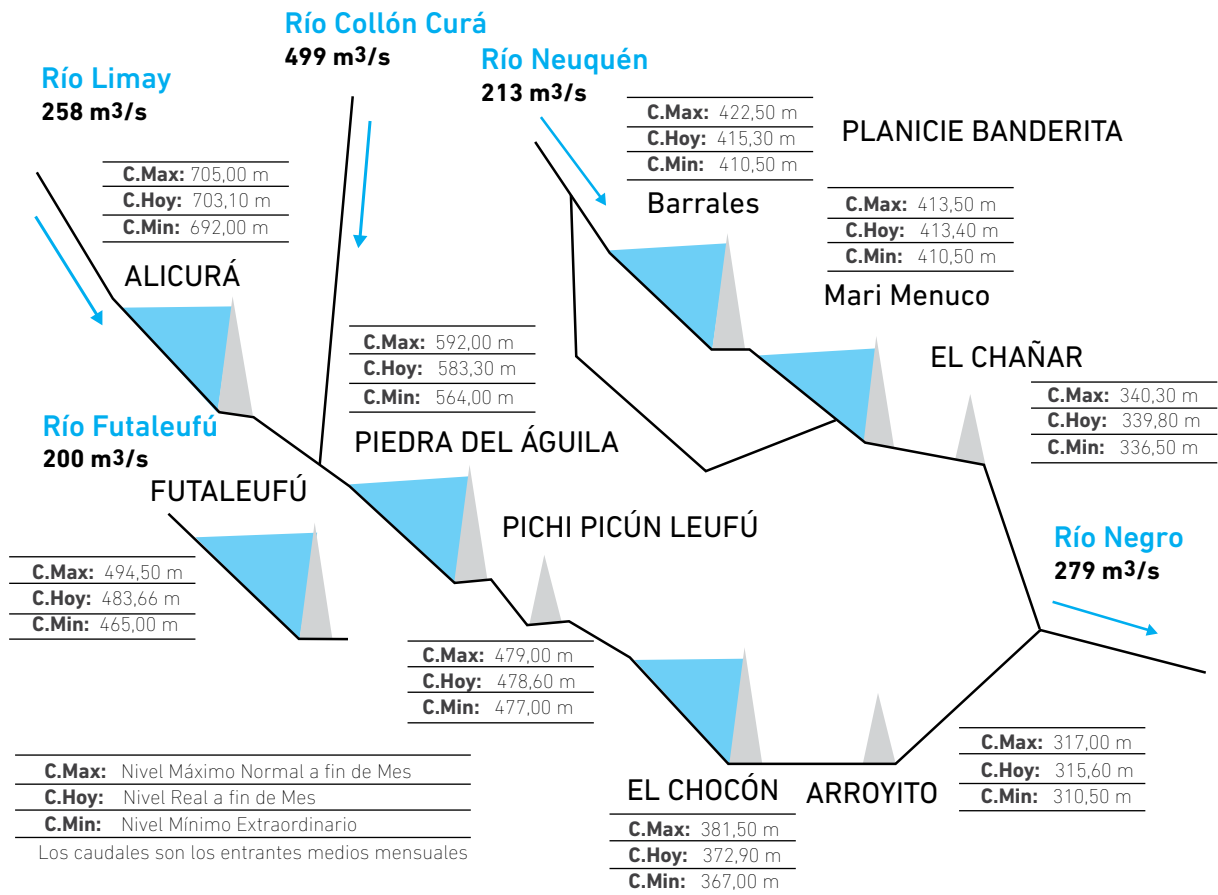 Río Collón Curá
499 m3/s
Río Limay
258 m3/s
Río Neuquén
213 m3/s
C.Max: 422,50 m
C.Hoy: 415,30 m
C.Min: 410,50 m
PLANICIE BANDERITA
Barrales
C.Max: 705,00 m
C.Hoy: 703,10 m
C.Min: 692,00 m
ALICURÁ
C.Max: 413,50 m
C.Hoy: 413,40 m
C.Min: 410,50 m
Mari Menuco
C.Max: 592,00 m
C.Hoy: 583,30 m
C.Min: 564,00 m
PIEDRA DEL ÁGUILA
EL CHAÑAR
C.Max: 340,30 m
C.Hoy: 339,80 m
C.Min: 336,50 m
Río Futaleufú
200 m3/s
FUTALEUFÚ
C.Max: 494,50 m
C.Hoy: 483,66 m
C.Min: 465,00 m
PICHI PICÚN LEUFÚ
C.Max: 479,00 m
C.Hoy: 478,60 m
C.Min: 477,00 m
Río Negro
279 m3/s
C.Max: 317,00 m
C.Hoy: 315,60 m
C.Min: 310,50 m
EL CHOCÓN
C.Max: 381,50 m
C.Hoy: 372,90 m
C.Min: 367,00 m
ARROYITO
C.Max: Nivel Máximo Normal a fin de Mes
C.Hoy: Nivel Real a fin de Mes
C.Min: Nivel Mínimo Extraordinario
Los caudales son los entrantes medios mensuales